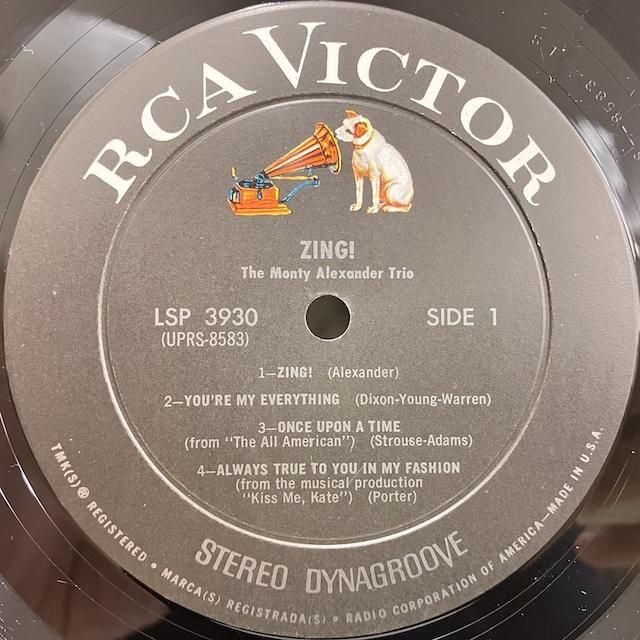 RCA VICTOR
ZING!
The Monty Alexander Trio
LSP 3930 SIDE 1
(UPRS-8583)
1—ZING! (Alexander)
2—YOU'RE MY EVERYTHING (Dixon-Young-Warren)
3—ONCE UPON A TIME
(from "The All American") (Strouse-Adams)
4—ALWAYS TRUE TO YOU IN MY FASHION
(from the musical production
"Kiss Me, Kate") (Porter)
STEREO DYNAGROOVE
TMK(S) ® REGISTERED • MARCA(S) REGISTRADA(S) • RADIO CORPORATION OF AMERICA—MADE IN U.S.A.